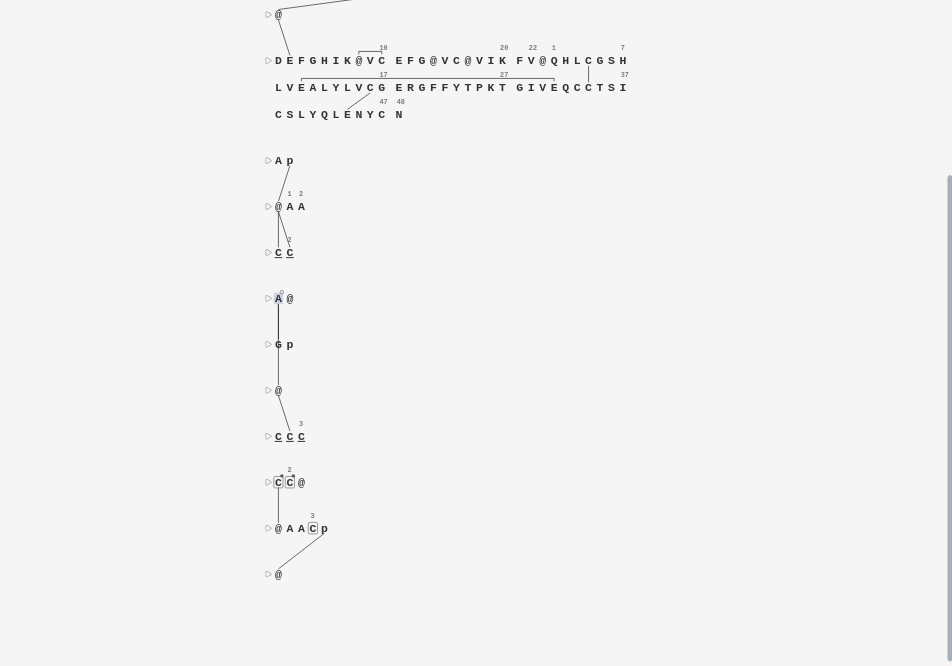 @
10 20 22 1 7
D E F G H I K @ V C E F G @ V C @ V I K F V @ Q H L C G S H
17 27 37
L V E A L Y L V C G E R G F F Y T P K T G I V E Q C C T S I
47 48
C S L Y Q L E N Y C N
A p
1 2
@ A A
2
C C
A @
G p
@
3
C C C
2
C C @
3
@ A A C p
@